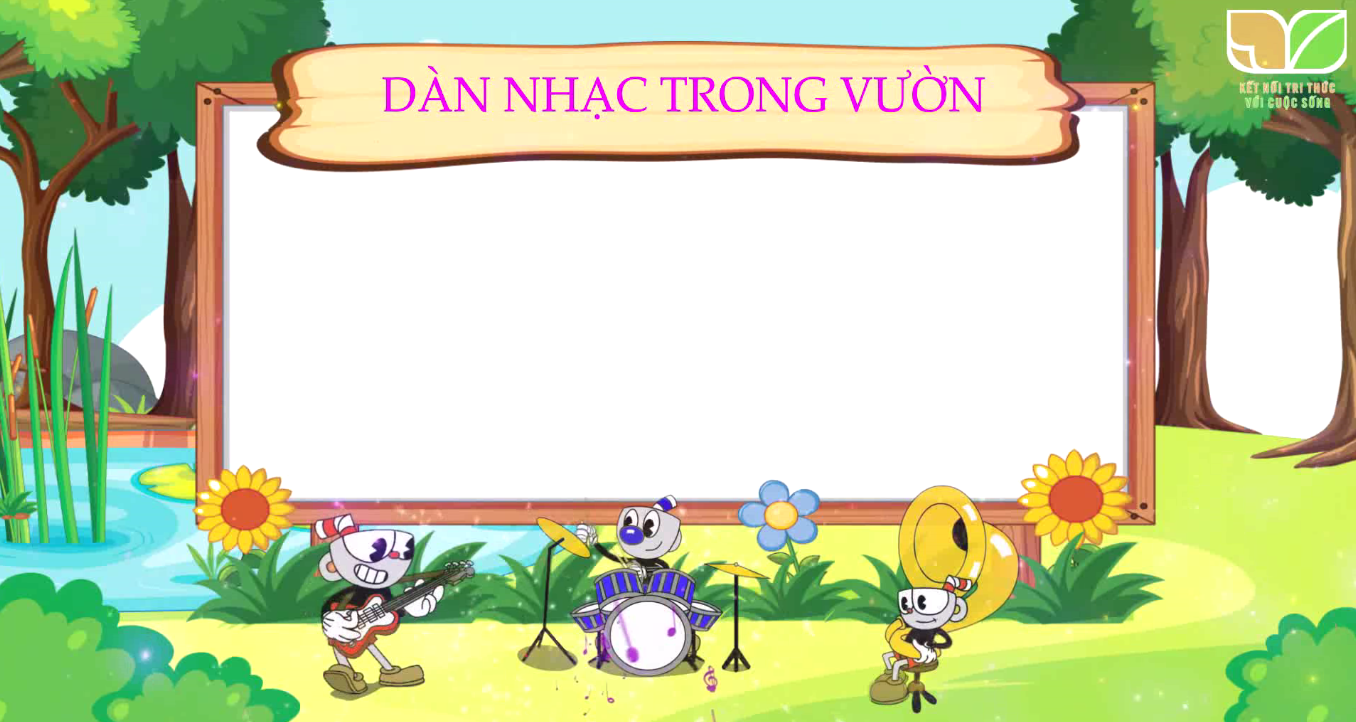 DÀN NHẠC TRONG VƯỜN
KẾT NỐI TRI THỨC
VỚI CUỘC SỐNG